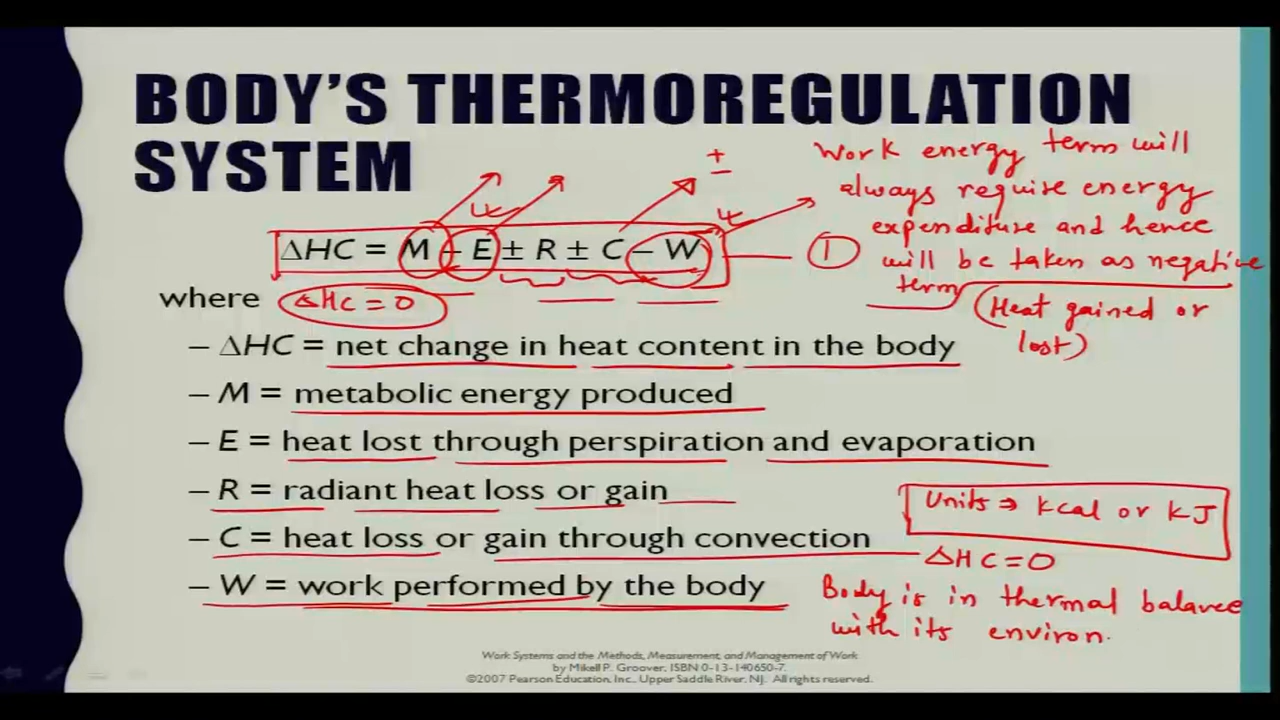 BODY'S THERMOREGULATION
SYSTEM
+
−
Work energy term will
always require energy
expenditure and hence
will be taken as negative
term
(Heat gained or
lost)
ΔHC = M − E ± R ± C − W
1
where
ΔHC = 0
– ΔHC = net change in heat content in the body
– M = metabolic energy produced
– E = heat lost through perspiration and evaporation
– R = radiant heat loss or gain
– C = heat loss or gain through convection
– W = work performed by the body
Units ⇒ kcal or kJ
ΔHC=0
Body is in thermal balance
with its environ.
Work Systems and the Methods, Measurement, and Management of Work
by Mikell P. Groover, ISBN 0-13-140650-7.
©2007 Pearson Education, Inc., Upper Saddle River, NJ. All rights reserved.